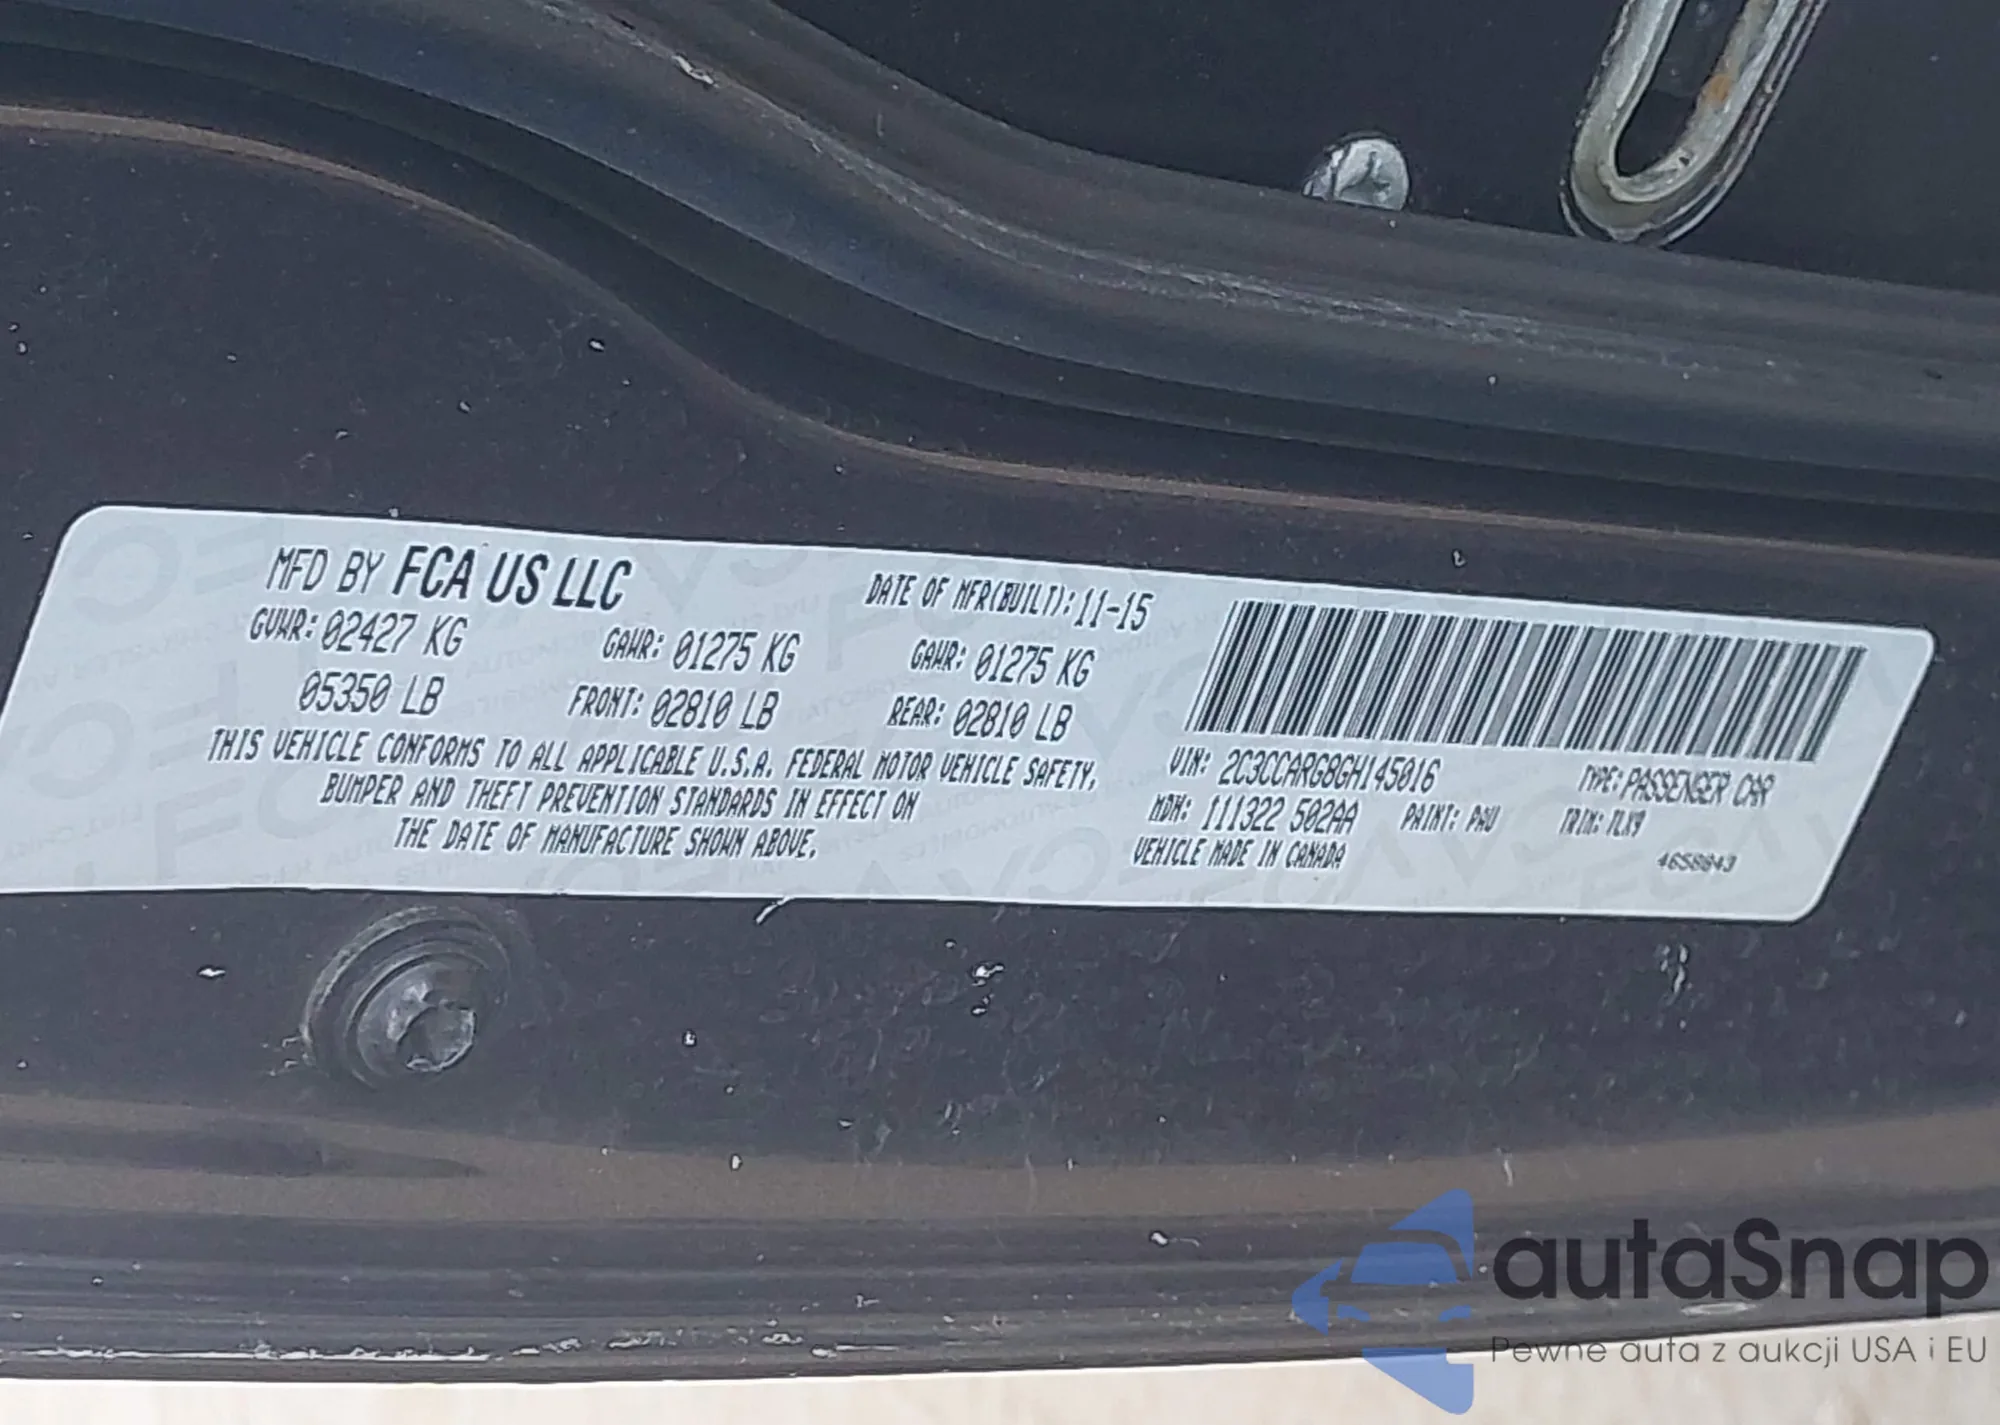 MFD BY FCA US LLC
DATE OF MFR(BUILT): 11-15
GVWR: 02427 KG
GAWR: 01275 KG
GAWR: 01275 KG
05350 LB
FRONT: 02810 LB
REAR: 02810 LB
THIS VEHICLE CONFORMS TO ALL APPLICABLE U.S.A. FEDERAL MOTOR VEHICLE SAFETY,
BUMPER AND THEFT PREVENTION STANDARDS IN EFFECT ON
THE DATE OF MANUFACTURE SHOWN ABOVE.
VIN: 2C3CCARG8GH145016
TYPE: PASSENGER CAR
MDH: 111322 502AA
PAINT: PAU
TRIM: TLX9
VEHICLE MADE IN CANADA
4658843
autaSnap
Pewne auta z aukcji USA i EU